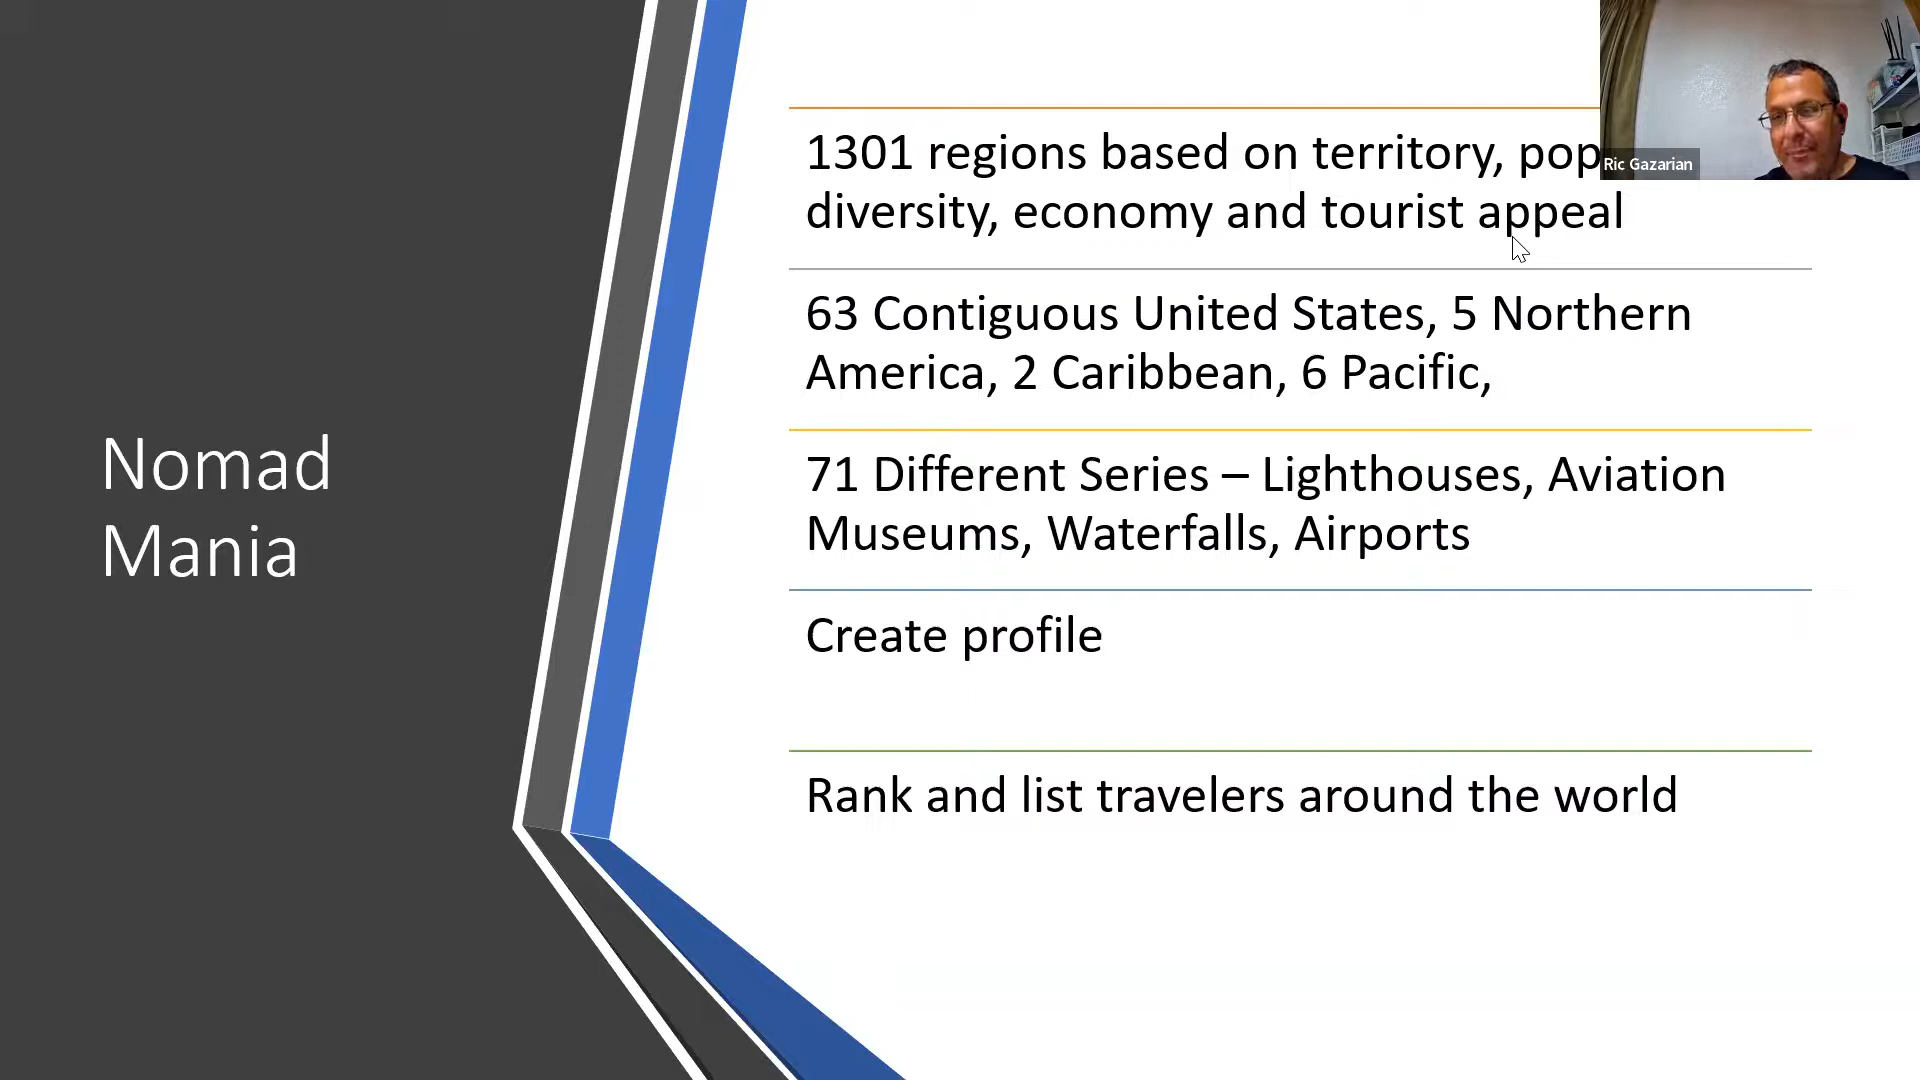 Nomad
Mania
1301 regions based on territory, pop
diversity, economy and tourist appeal
63 Contiguous United States, 5 Northern
America, 2 Caribbean, 6 Pacific,
71 Different Series – Lighthouses, Aviation
Museums, Waterfalls, Airports
Create profile
Rank and list travelers around the world
Ric Gazarian